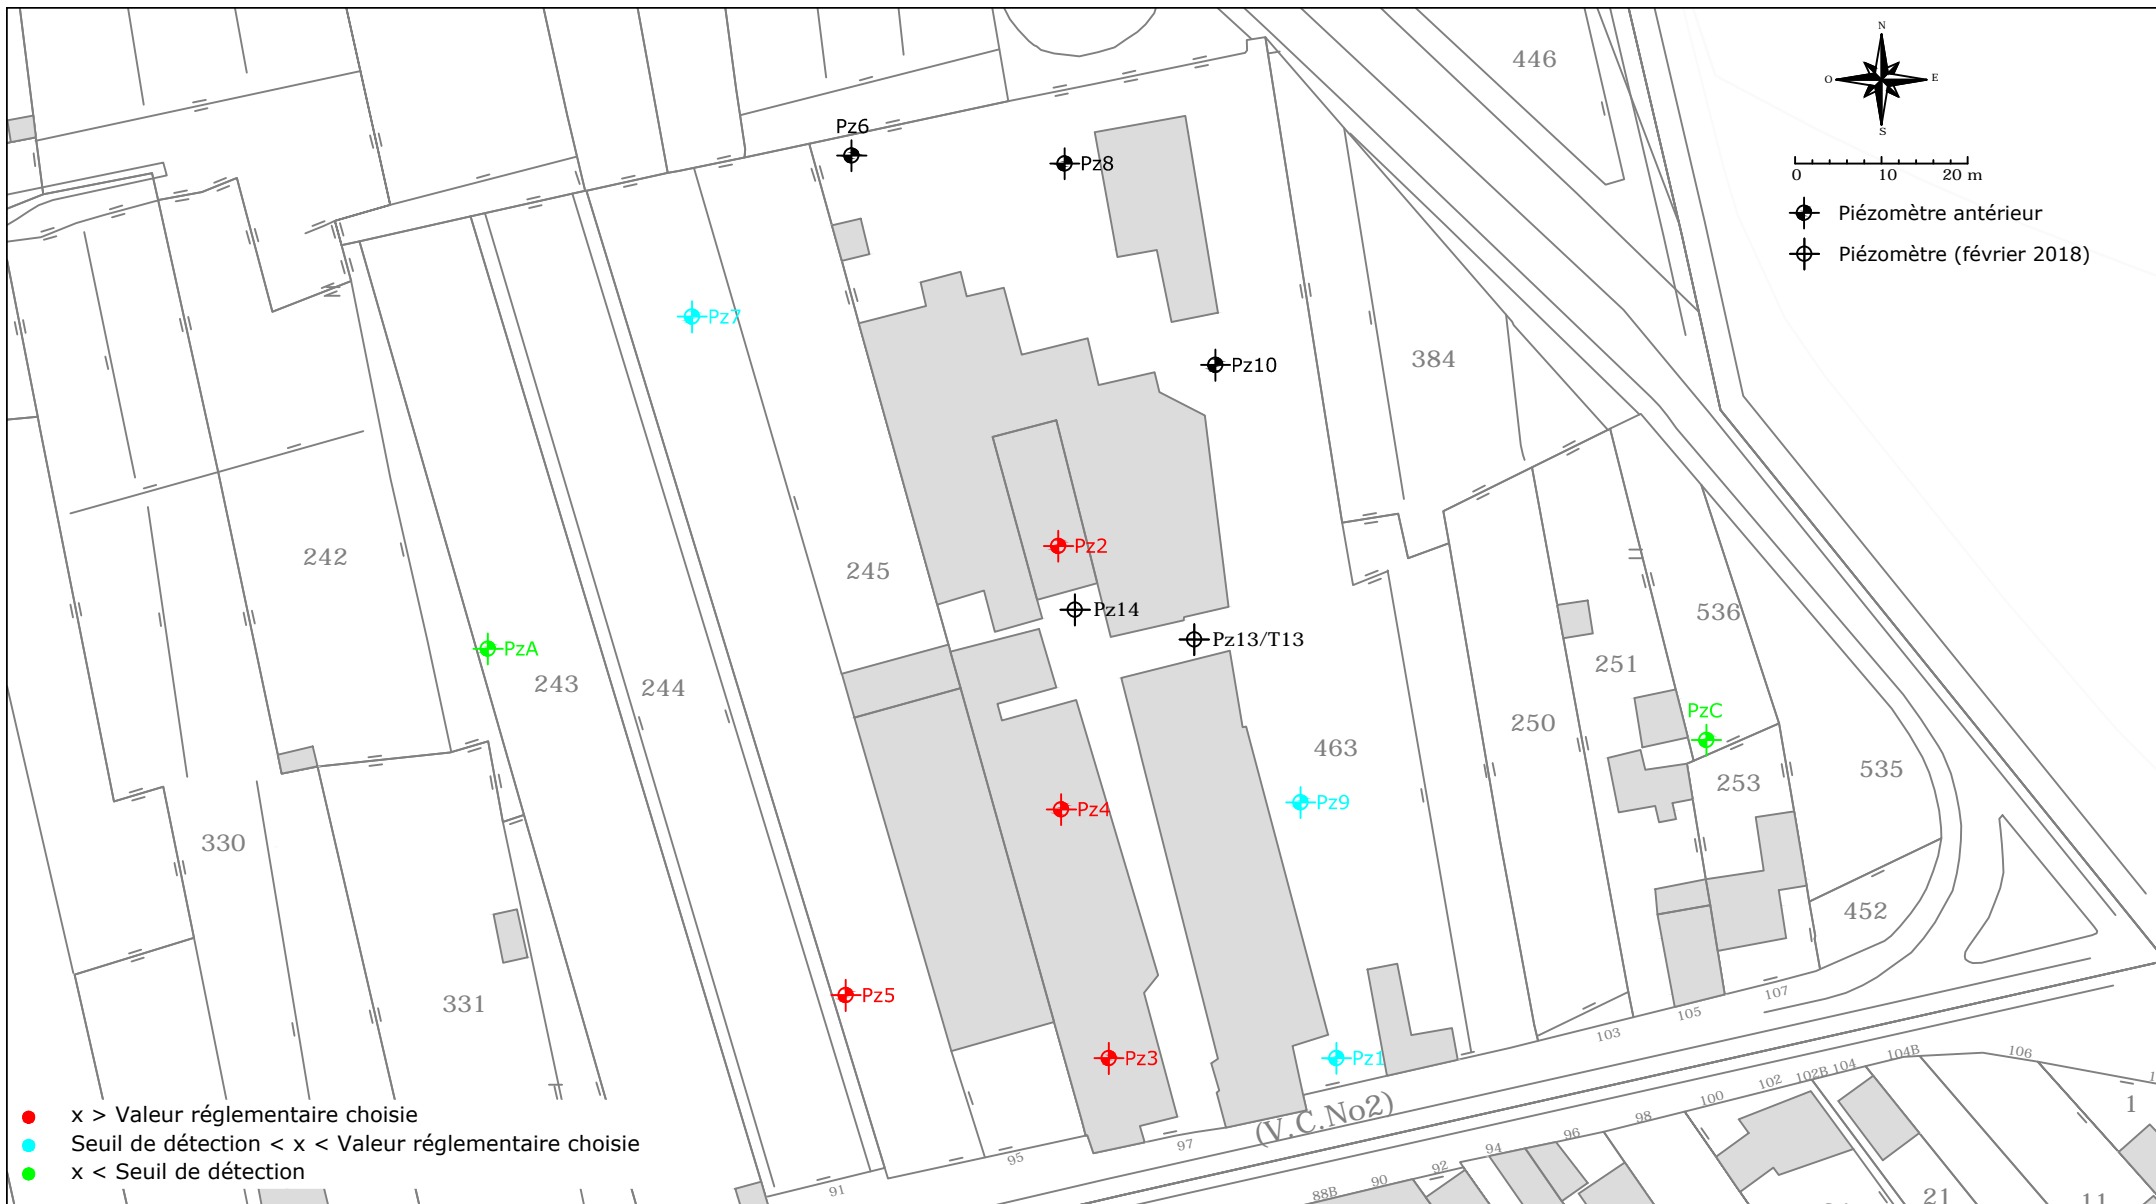 446
N
O
E
S
0 10 20 m
Piézomètre antérieur
Piézomètre (février 2018)
Pz6
Pz8
Pz7
Pz10
384
242
245
Pz2
Pz14
Pz13/T13
536
PzA
243
244
251
250
PzC
463
253
535
Pz9
Pz4
330
452
331
Pz5
Pz3
Pz1
x > Valeur réglementaire choisie
Seuil de détection < x < Valeur réglementaire choisie
x < Seuil de détection
(V.C.No2)
91
95
97
103
105
107
88B
90
92
94
96
98
100
102
102B
104
104B
106
1
21
11